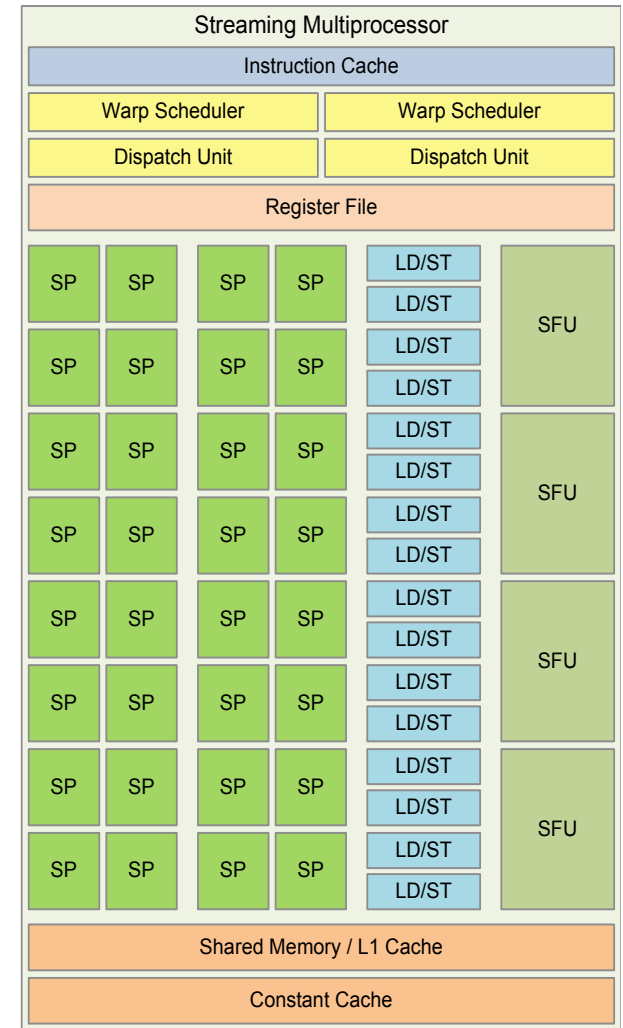 Streaming Multiprocessor
Instruction Cache
Warp Scheduler Warp Scheduler
Dispatch Unit Dispatch Unit
Register File
LD/ST
SP SP SP SP
LD/ST
SFU
LD/ST
SP SP SP SP
LD/ST
LD/ST
SP SP SP SP
LD/ST
SFU
LD/ST
SP SP SP SP
LD/ST
LD/ST
SP SP SP SP
LD/ST
SFU
LD/ST
SP SP SP SP
LD/ST
LD/ST
SP SP SP SP
LD/ST
SFU
LD/ST
SP SP SP SP
LD/ST
Shared Memory / L1 Cache
Constant Cache